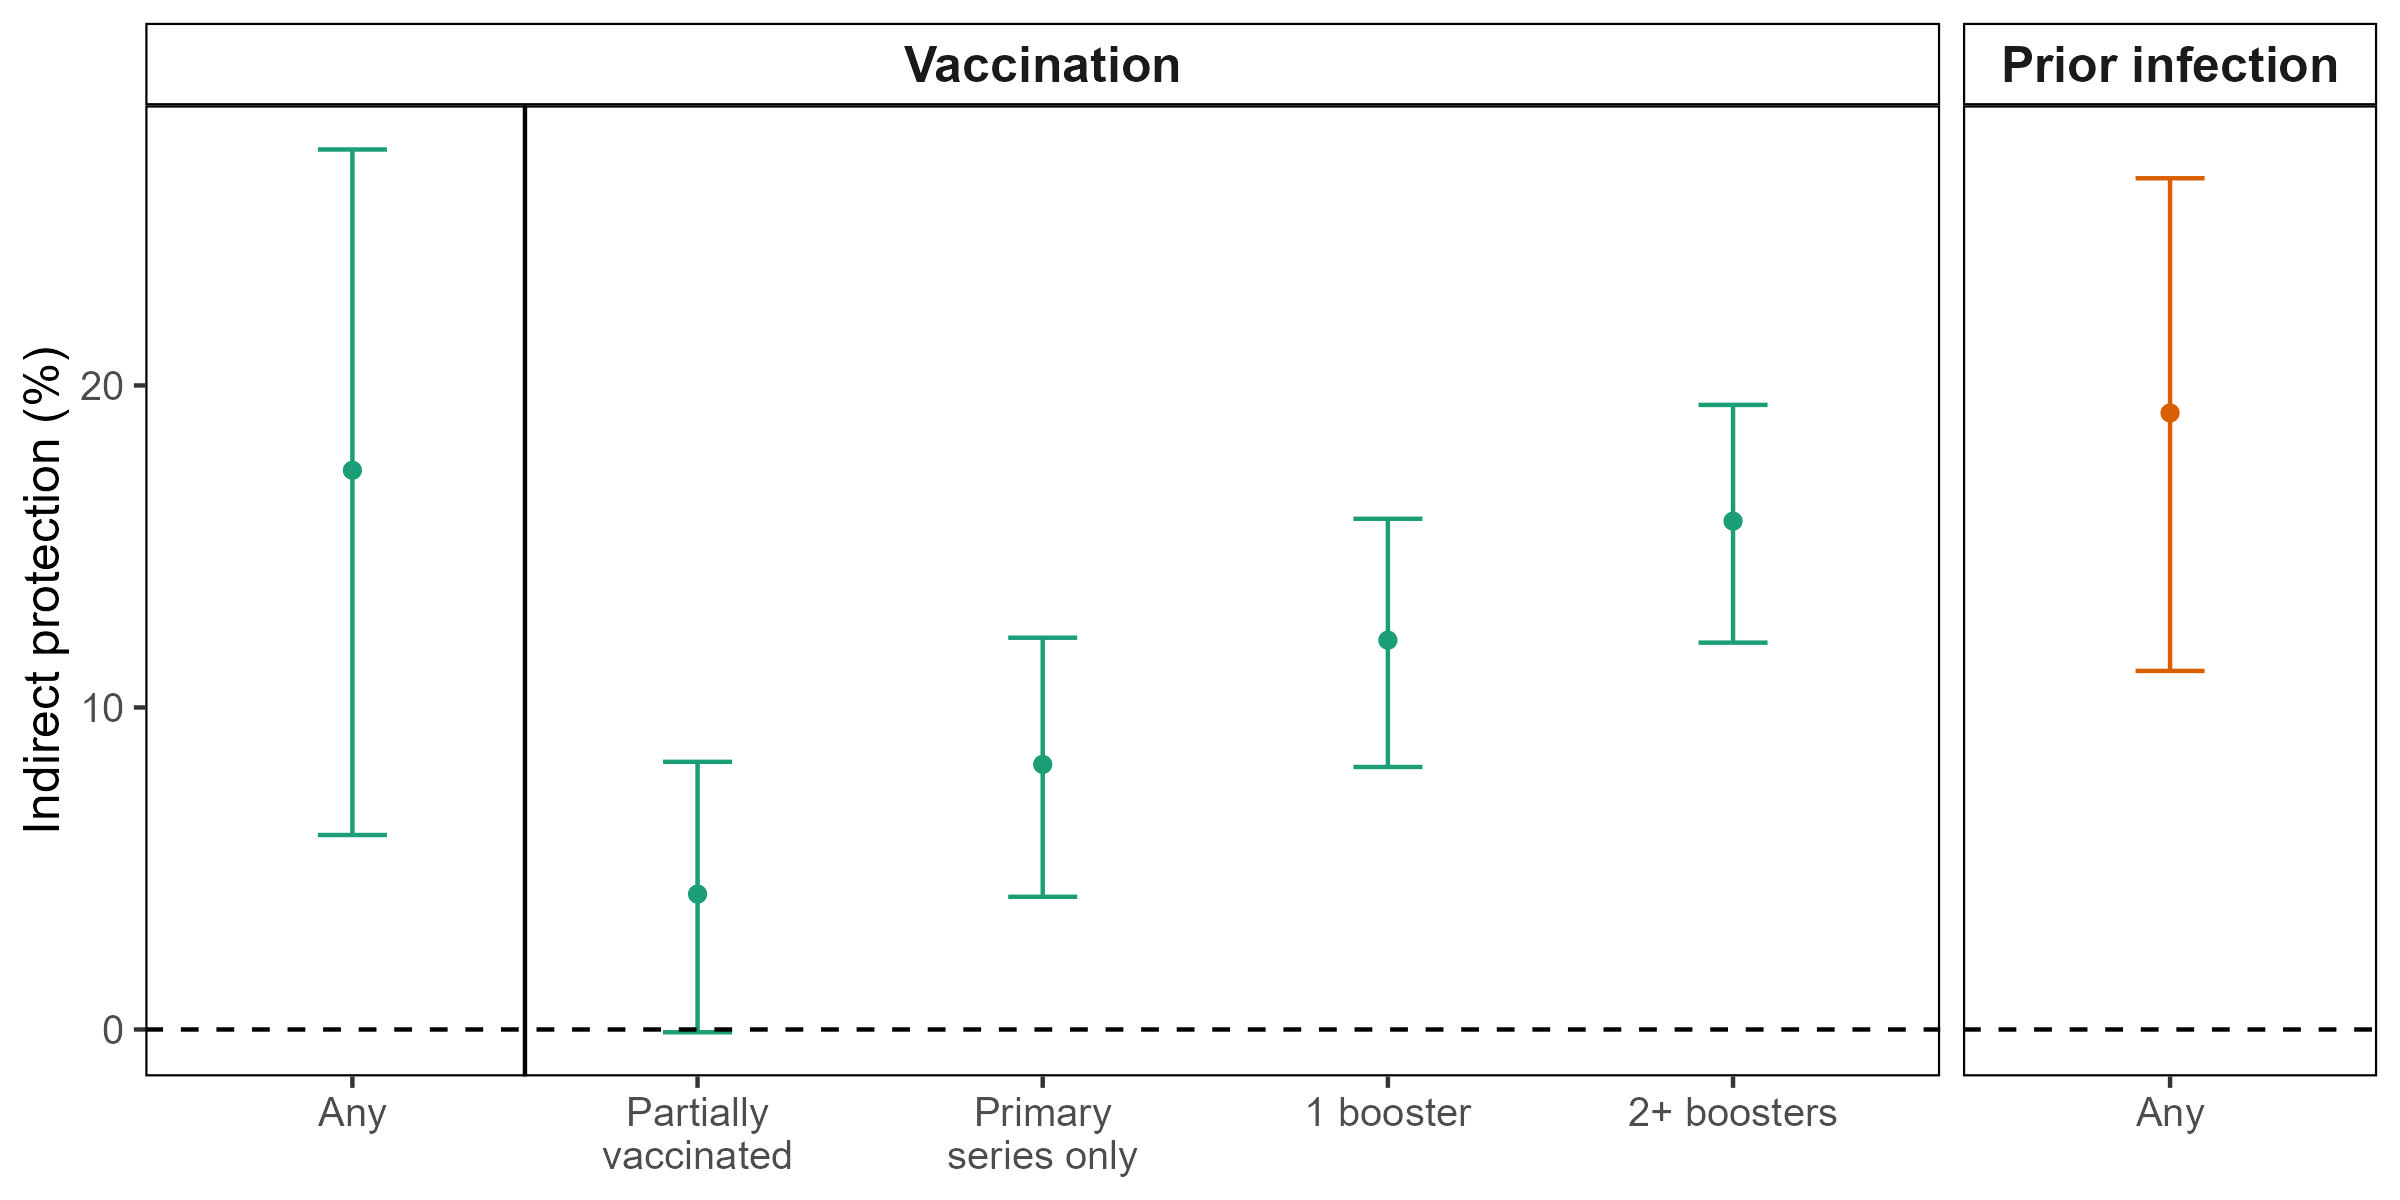 Vaccination
Prior infection
Indirect protection (%)
20
10
0
Any
Partially
vaccinated
Primary
series only
1 booster
2+ boosters
Any